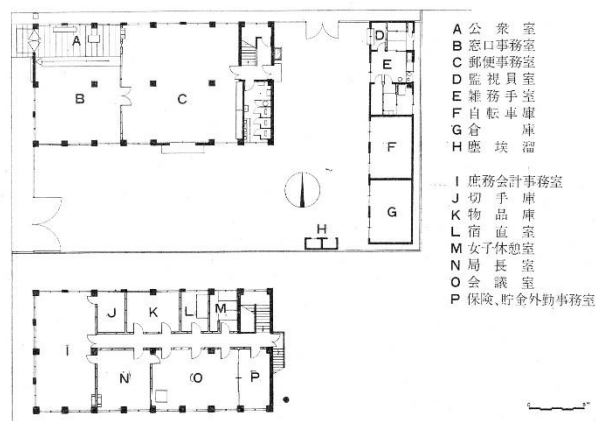 A 公衆室
B 窓口事務室
C 郵便事務室
D 監視員室
E 雑務手室
F 自転車庫
G 倉庫
H 塵埃溜
I 庶務会計事務室
J 切手庫
K 物品庫
L 宿直室
M 女子休憩室
N 局長室
O 会議室
P 保険、貯金外勤事務室
A
B
C
D
E
F
G
H
I
J
K
L
M
N
O
P